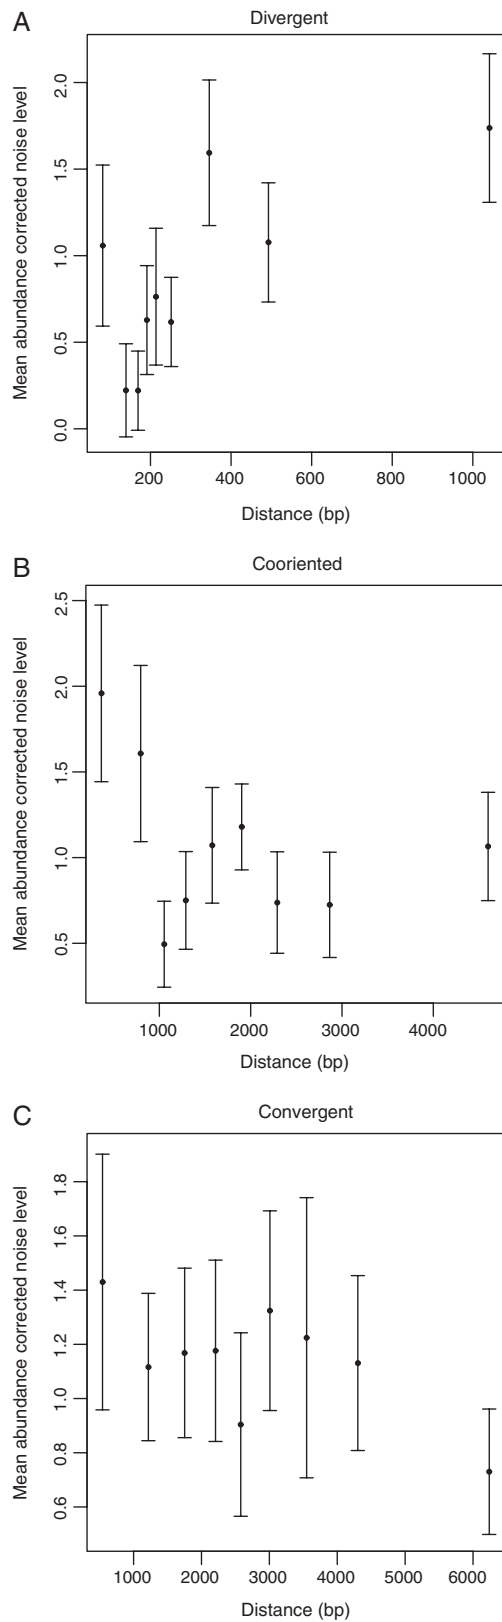 A
Divergent
Mean abundance corrected noise level
2.0
1.5
1.0
0.5
0.0
200 400 600 800 1000
Distance (bp)
B
Cooriented
Mean abundance corrected noise level
2.5
2.0
1.5
1.0
0.5
1000 2000 3000 4000
Distance (bp)
C
Convergent
Mean abundance corrected noise level
1.8
1.6
1.4
1.2
1.0
0.8
0.6
1000 2000 3000 4000 5000 6000
Distance (bp)